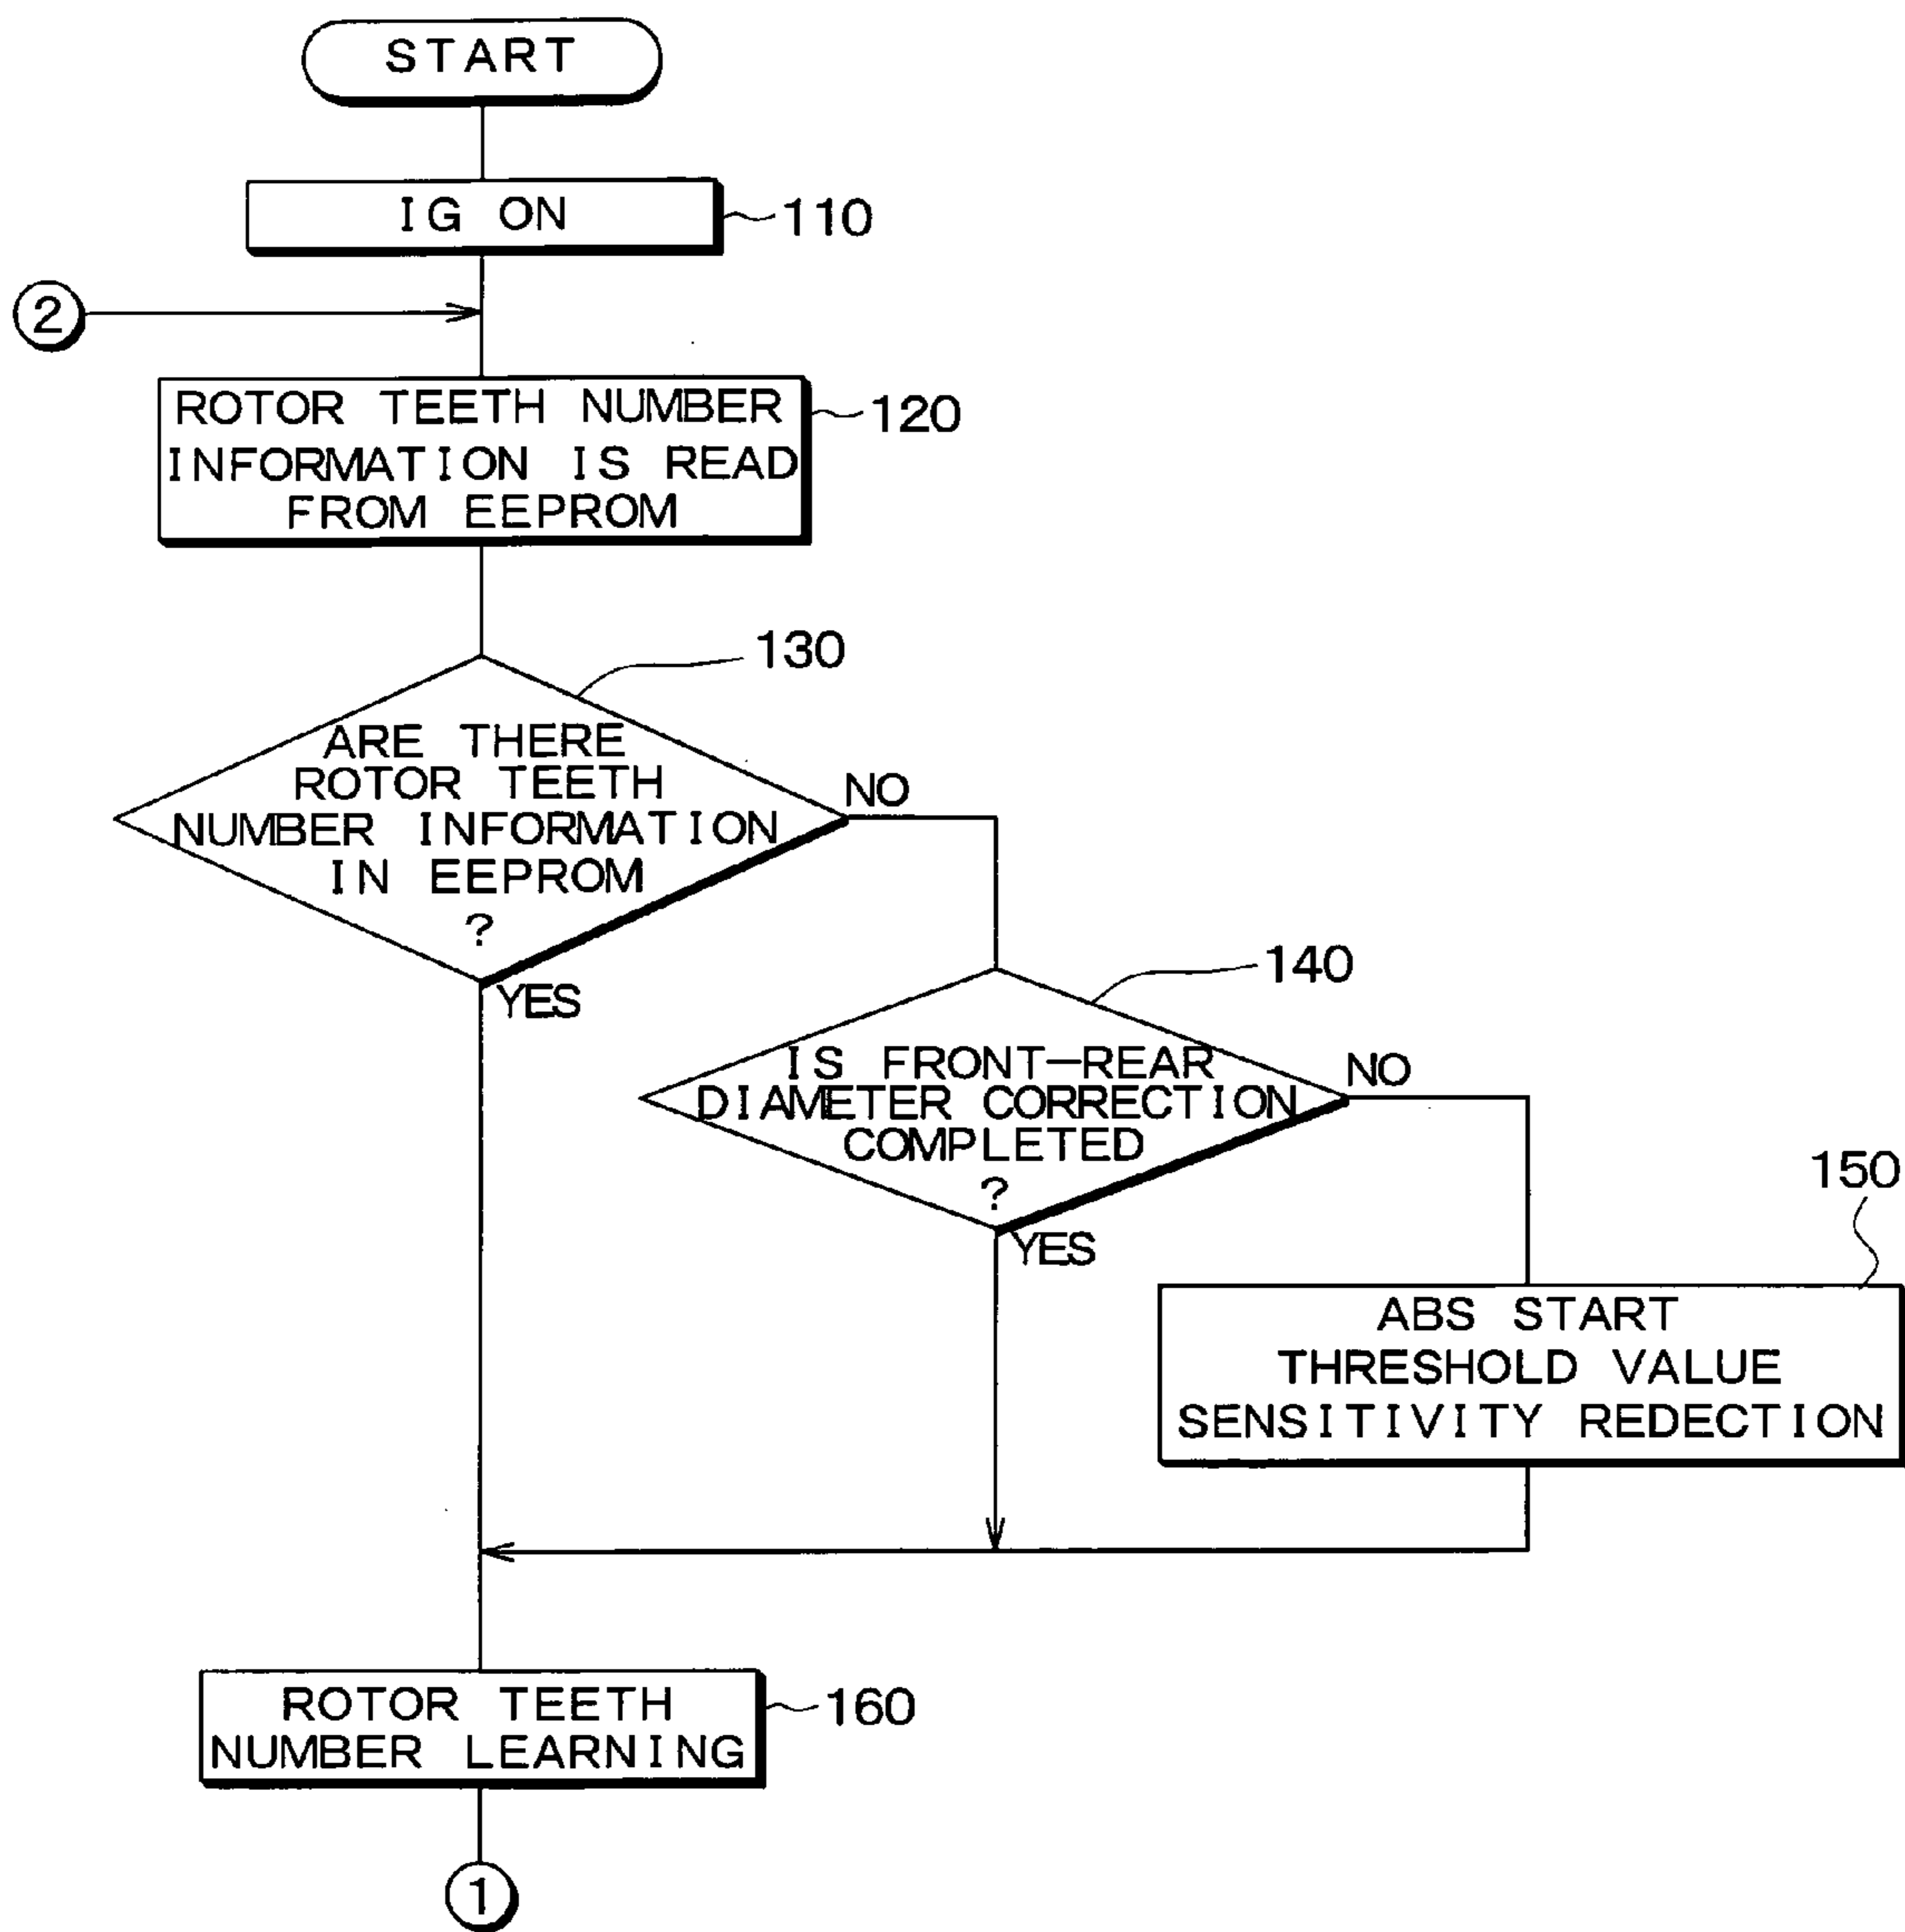 START
IG ON
110
2
ROTOR TEETH NUMBER
INFORMATION IS READ
FROM EEPROM
120
130
ARE THERE
ROTOR TEETH
NUMBER INFORMATION
IN EEPROM
?
NO
YES
140
IS FRONT-REAR
DIAMETER CORRECTION
COMPLETED
?
NO
YES
150
ABS START
THRESHOLD VALUE
SENSITIVITY REDECTION
ROTOR TEETH
NUMBER LEARNING
160
1